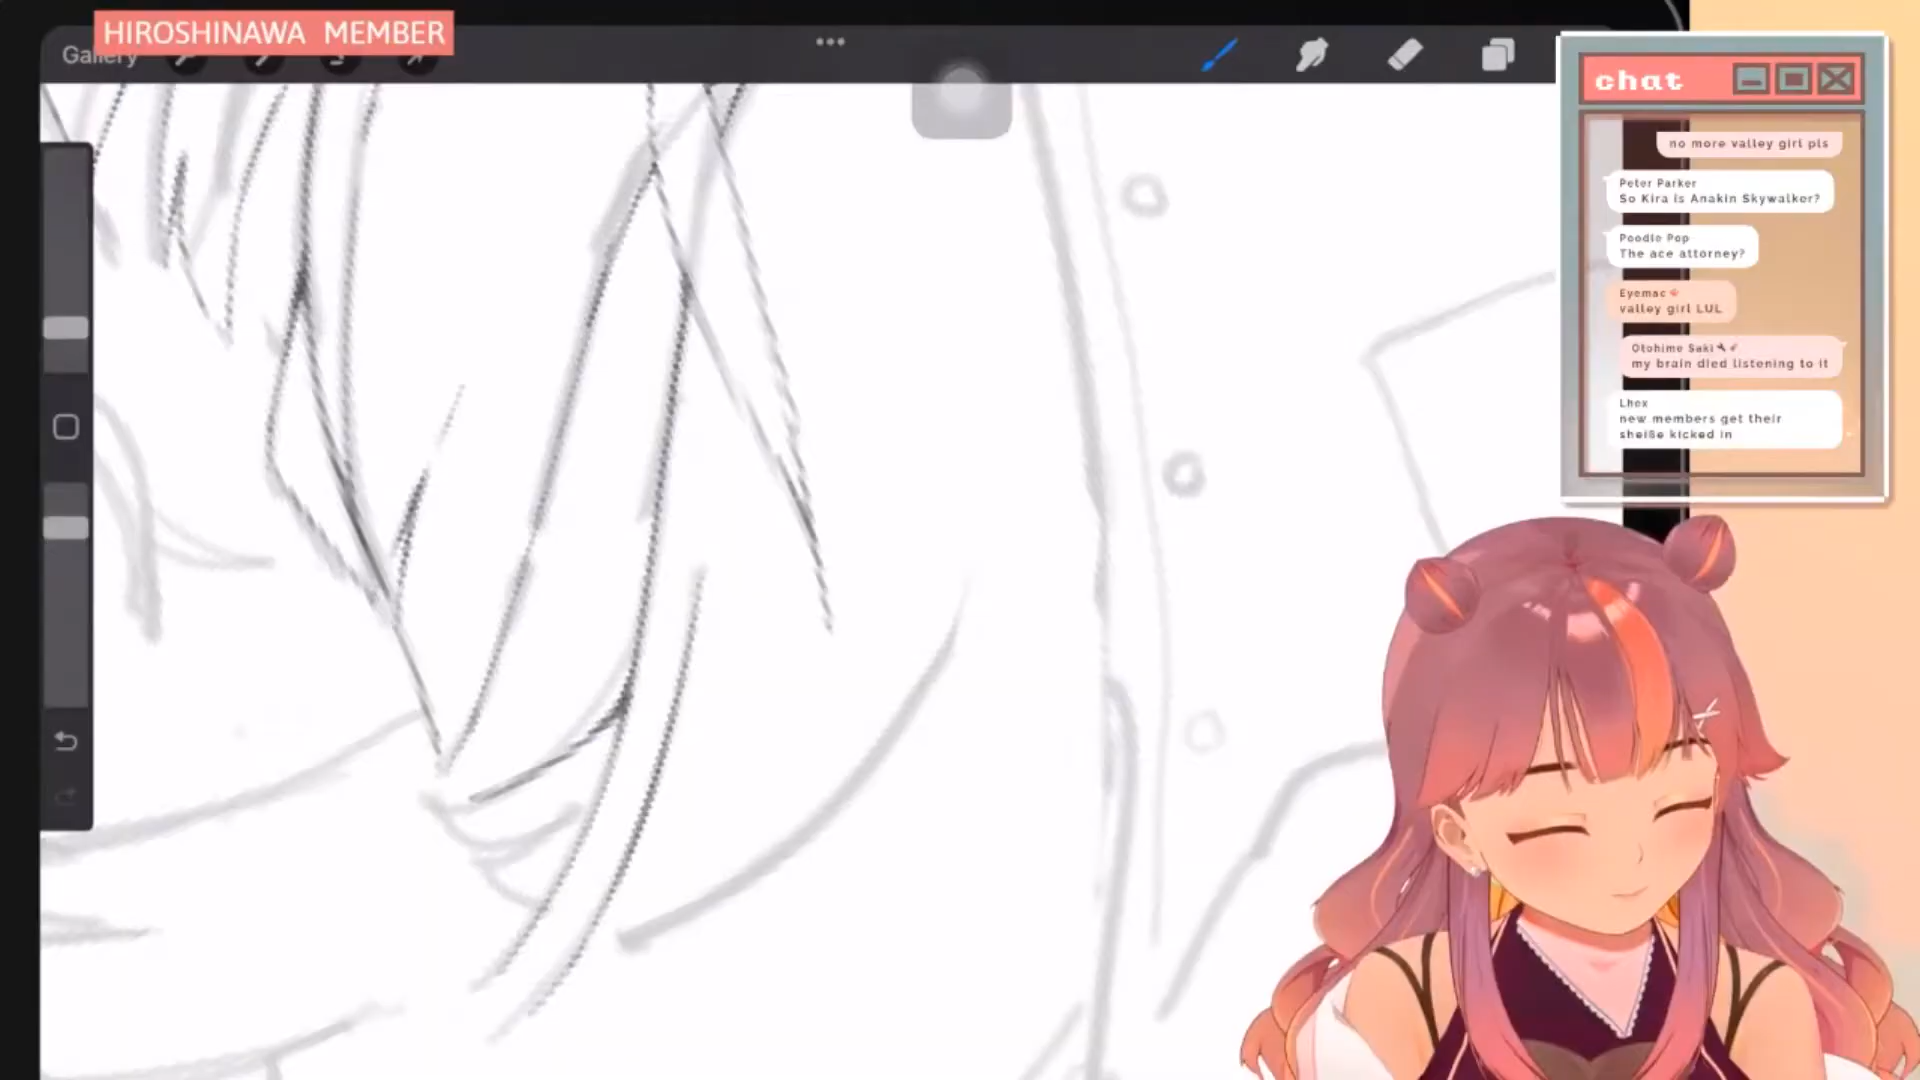 HIROSHINAWA MEMBER
Gallery
chat
no more valley girl pls
Peter Parker
So Kira is Anakin Skywalker?
Poodle Pop
The ace attorney?
Eyemac
valley girl LUL
Otohime Saki
my brain died listening to it
Lhex
new members get their
sheiße kicked in